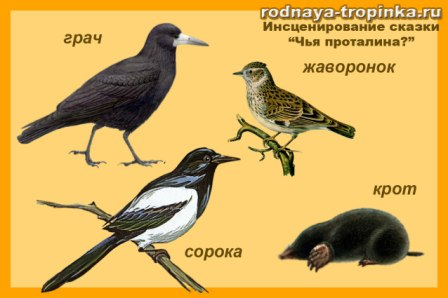 rodnaya-tropinka.ru
Инсценирование сказки
“Чья проталина?”
грач
жаворонок
крот
сорока